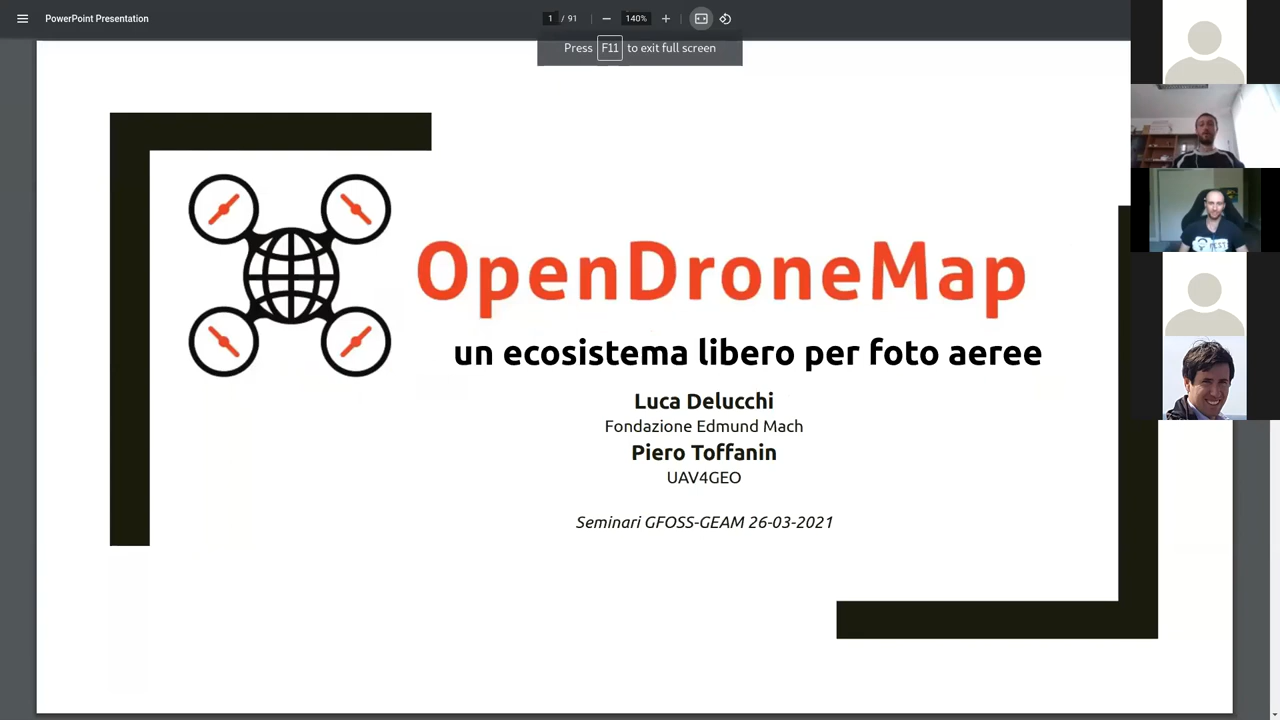 PowerPoint Presentation
1 / 91
140%
Press F11 to exit full screen
OpenDroneMap
un ecosistema libero per foto aeree
Luca Delucchi
Fondazione Edmund Mach
Piero Toffanin
UAV4GEO
Seminari GFOSS-GEAM 26-03-2021